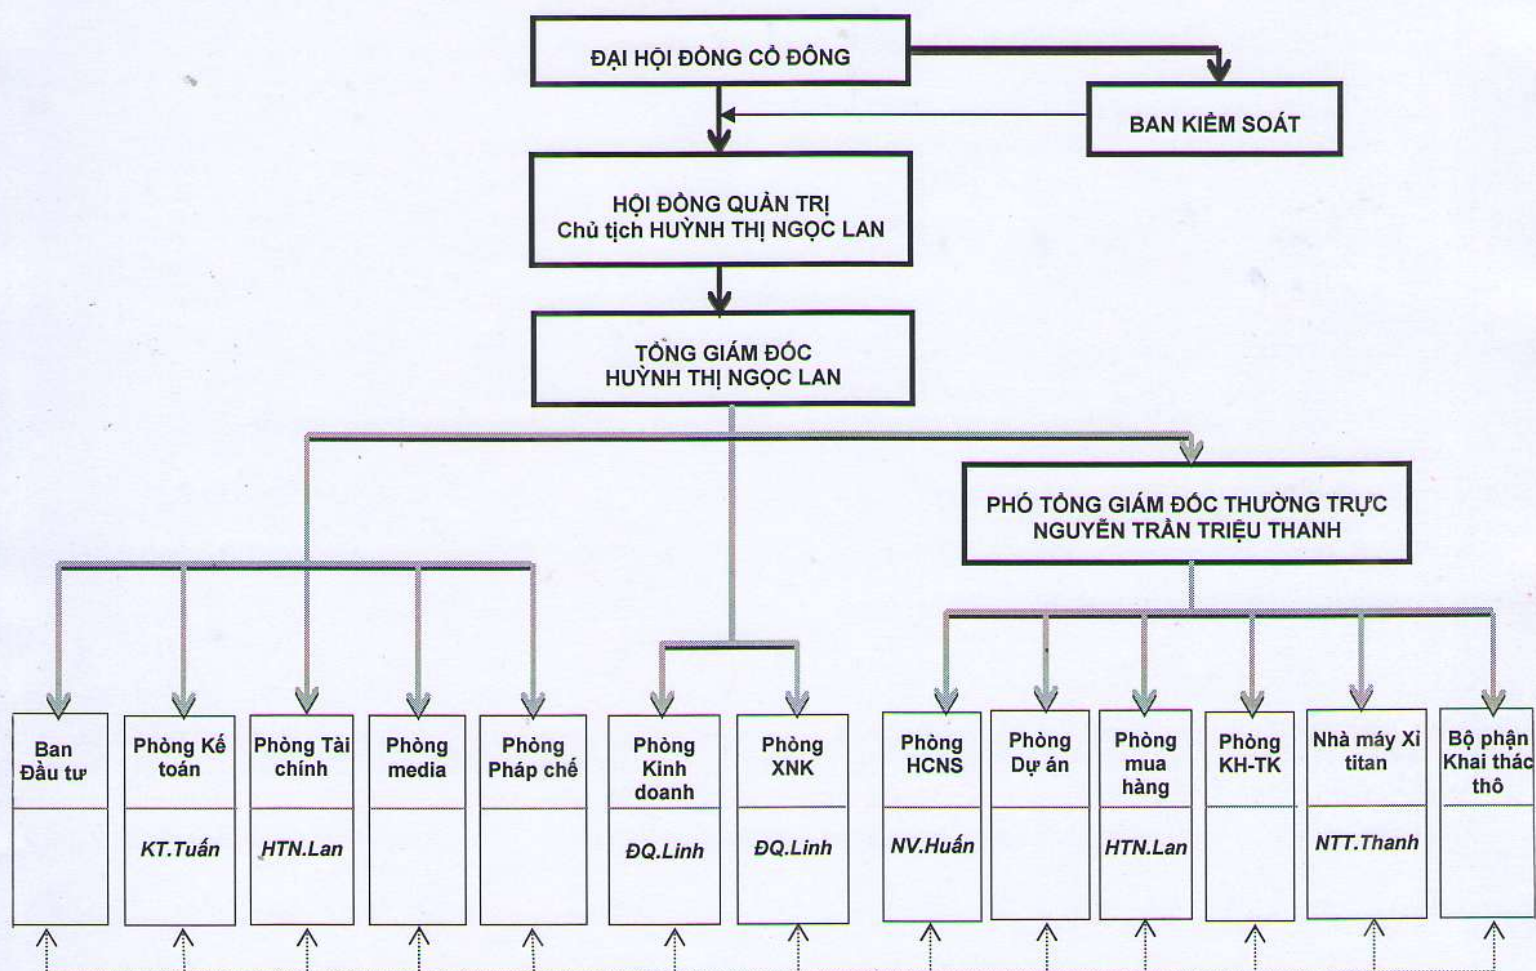 ĐẠI HỘI ĐỒNG CỔ ĐÔNG
BAN KIỂM SOÁT
HỘI ĐỒNG QUẢN TRỊ
Chủ tịch HUỲNH THỊ NGỌC LAN
TỔNG GIÁM ĐỐC
HUỲNH THỊ NGỌC LAN
PHÓ TỔNG GIÁM ĐỐC THƯỜNG TRỰC
NGUYỄN TRẦN TRIỆU THANH
Ban
Đầu tư
Phòng Kế
toán
KT.Tuấn
Phòng Tài
chính
HTN.Lan
Phòng
media
Phòng
Pháp chế
Phòng
Kinh
doanh
ĐQ.Linh
Phòng
XNK
ĐQ.Linh
Phòng
HCNS
NV.Huấn
Phòng
Dự án
Phòng
mua
hàng
HTN.Lan
Phòng
KH-TK
Nhà máy Xỉ
titan
NTT.Thanh
Bộ phận
Khai thác
thô